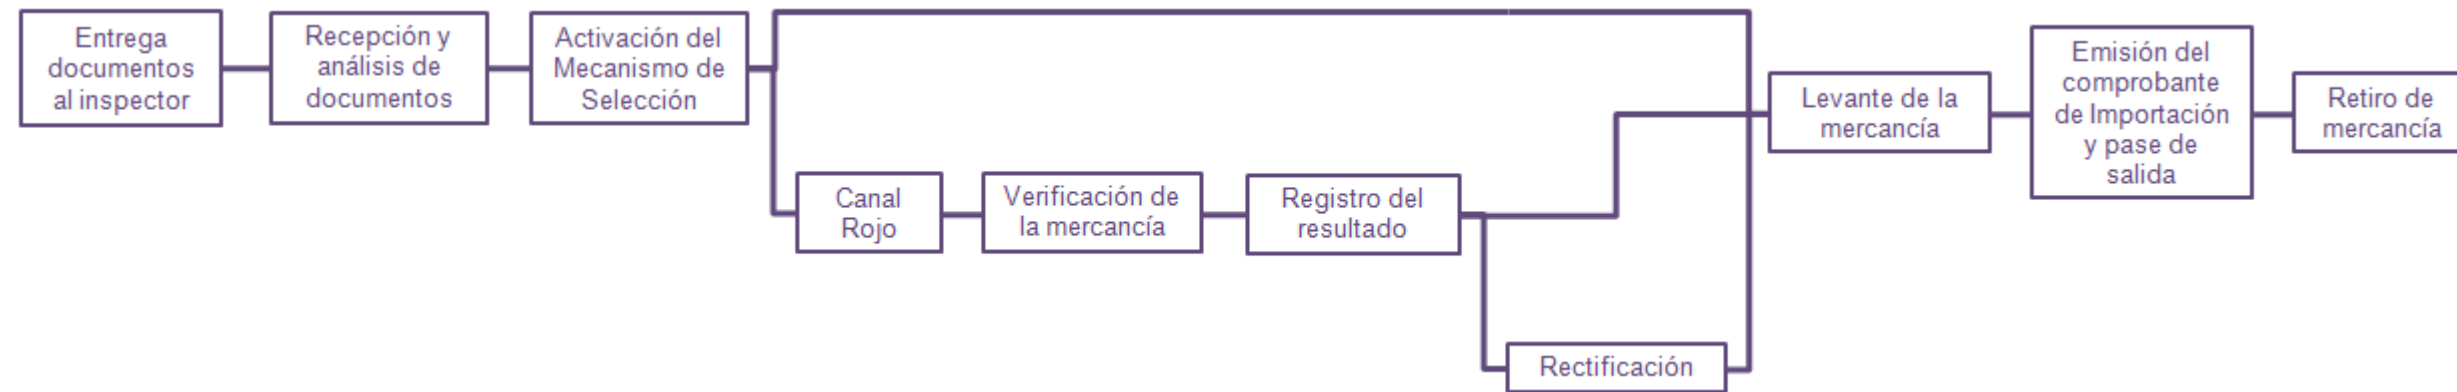 Entrega
documentos
al inspector
Recepción y
análisis de
documentos
Activación del
Mecanismo de
Selección
Canal
Rojo
Verificación de
la mercancía
Registro del
resultado
Rectificación
Levante de la
mercancía
Emisión del
comprobante
de Importación
y pase de
salida
Retiro de
mercancía